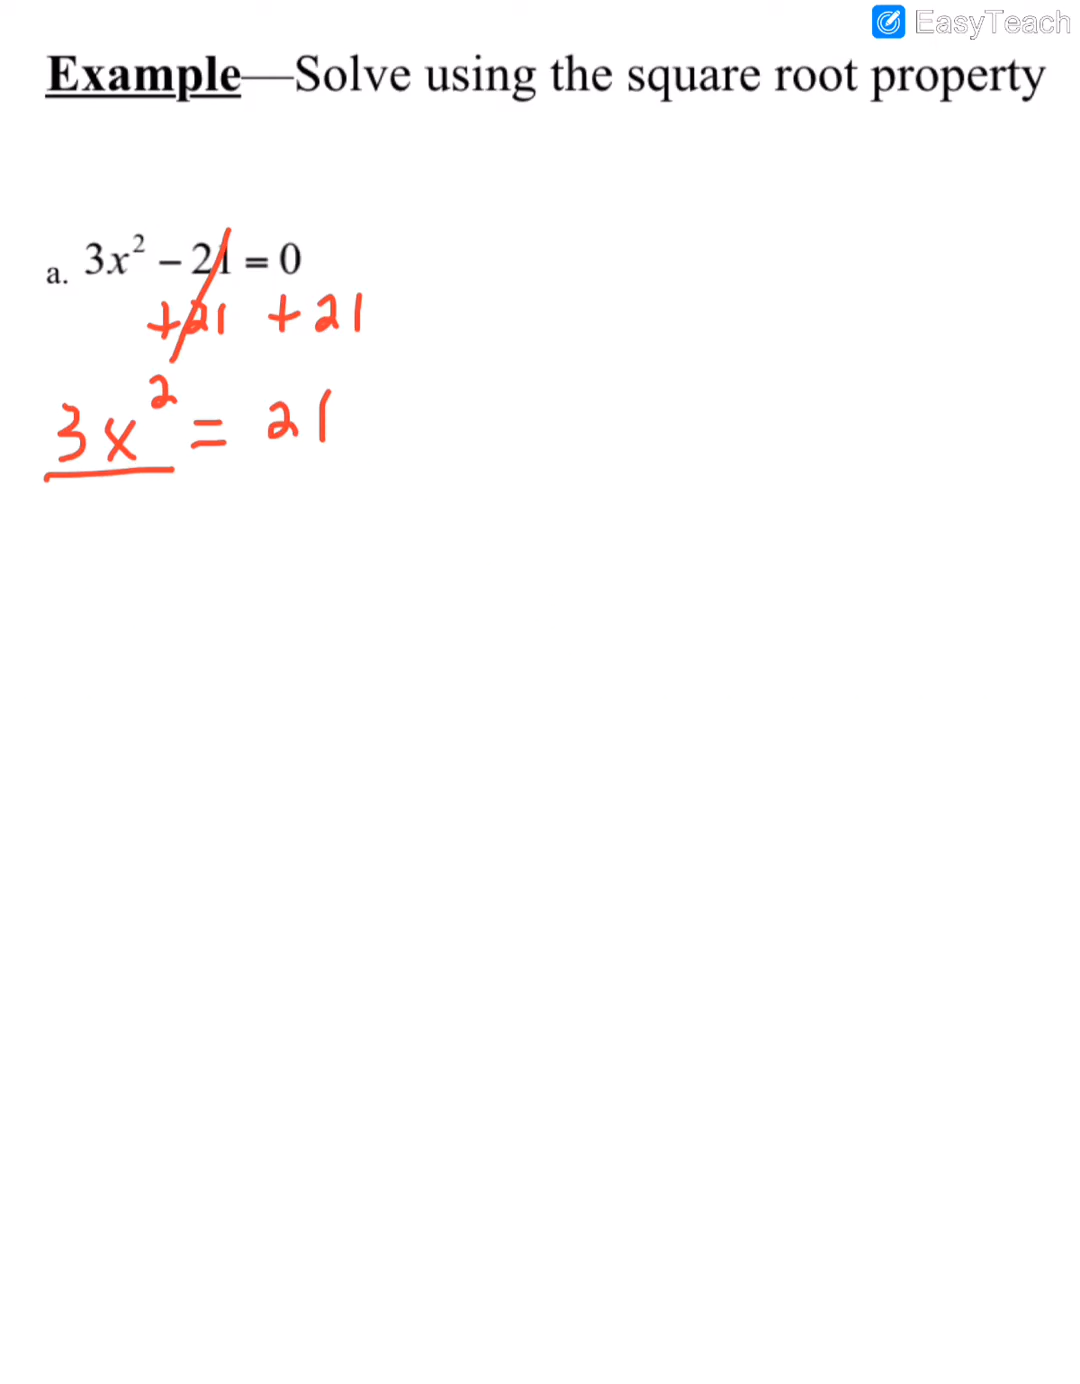 EasyTeach
Example—Solve using the square root property
a. 3x² − 21 = 0
+21 +21
3x² = 21